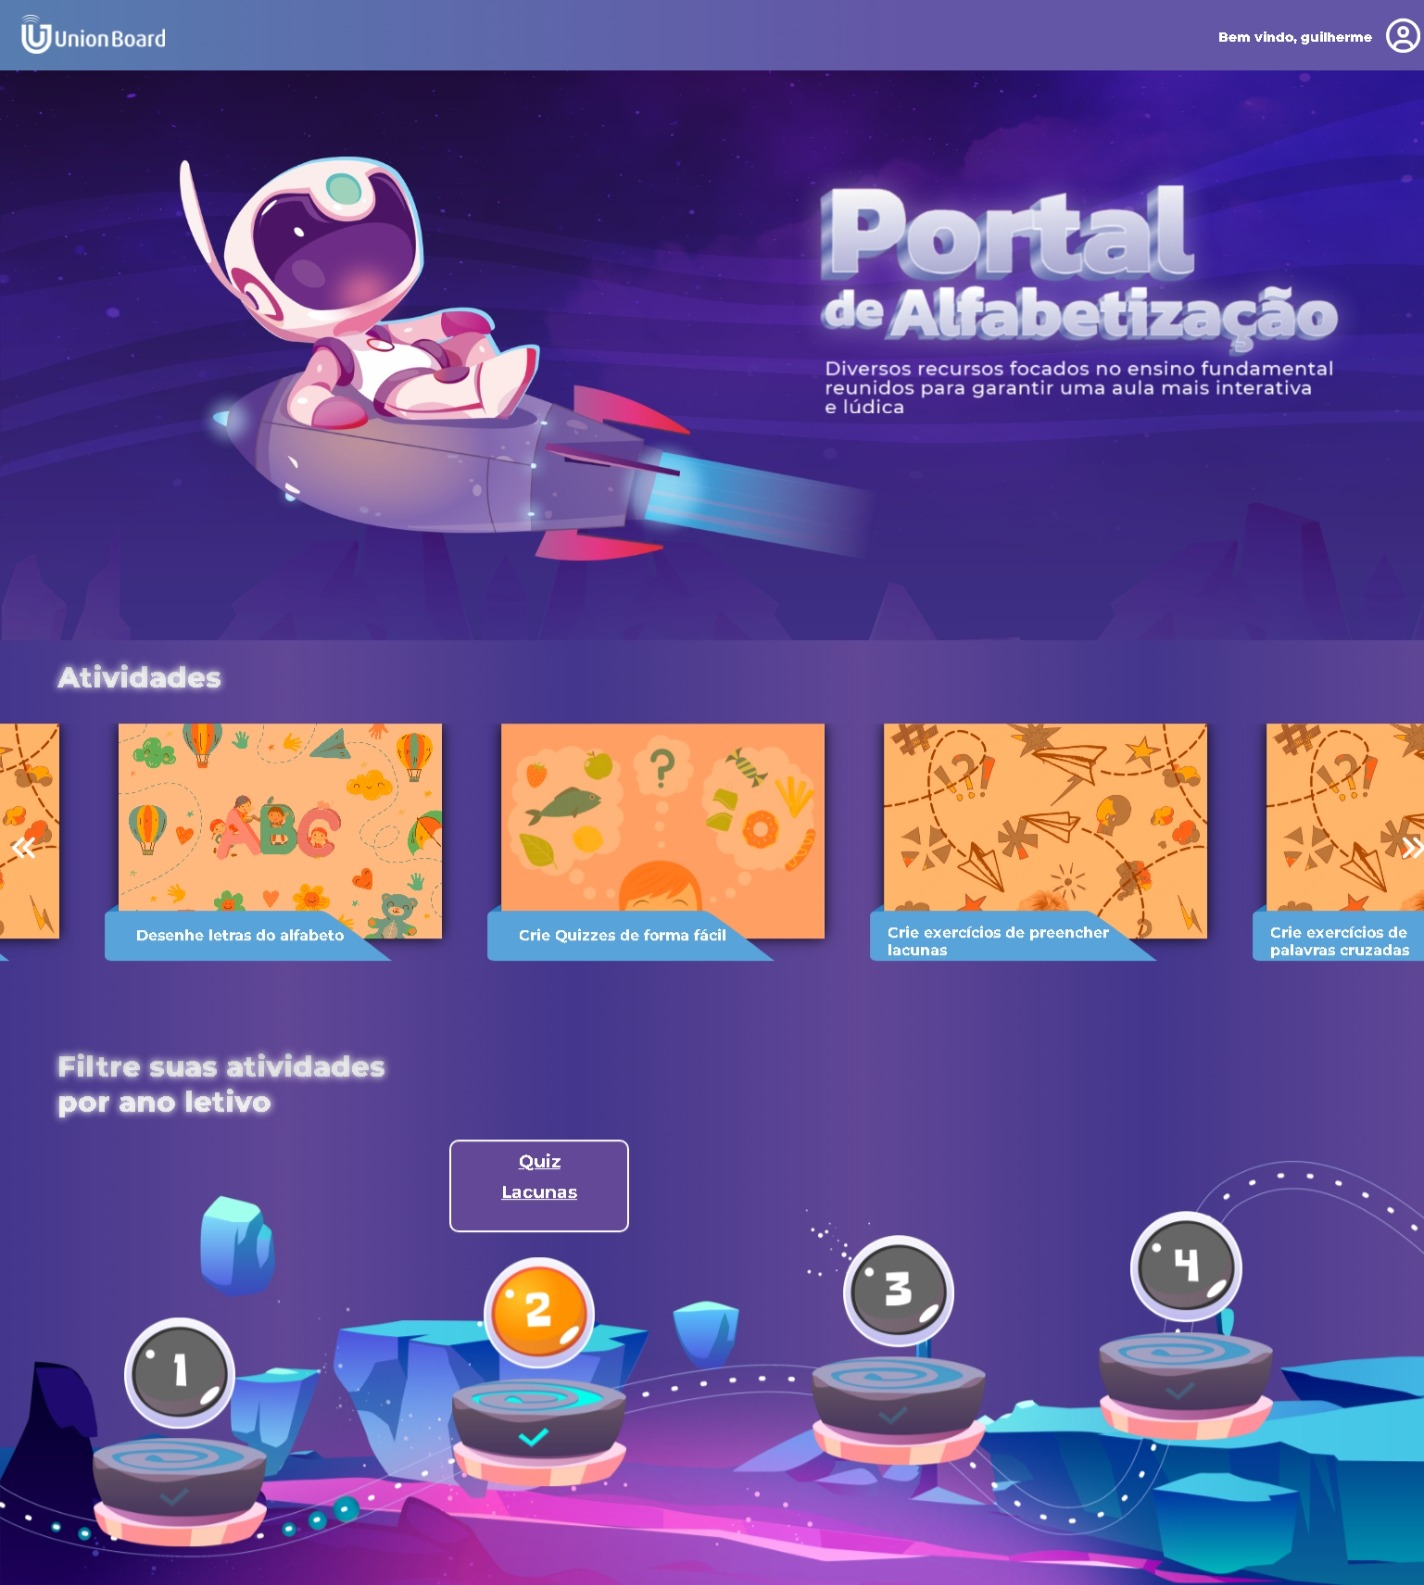 Union Board
Bem vindo, guilherme
Portal
de Alfabetização
Diversos recursos focados no ensino fundamental
reunidos para garantir uma aula mais interativa
e lúdica
Atividades
ABC
Desenhe letras do alfabeto
?
Crie Quizzes de forma fácil
Crie exercícios de preencher
lacunas
Crie exercícios de
palavras cruzadas
Filtre suas atividades
por ano letivo
Quiz
Lacunas
1
2
3
4